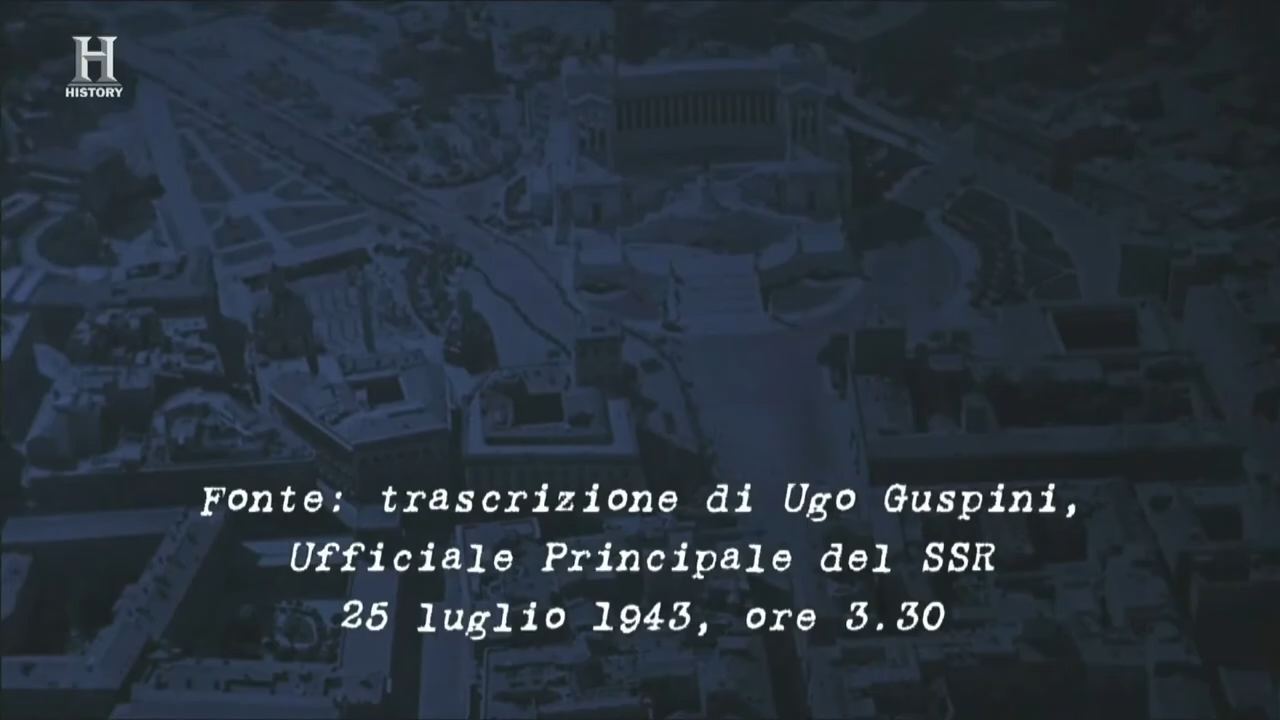 H
HISTORY
Fonte: trascrizione di Ugo Guspini,
Ufficiale Principale del SSR
25 luglio 1943, ore 3.30